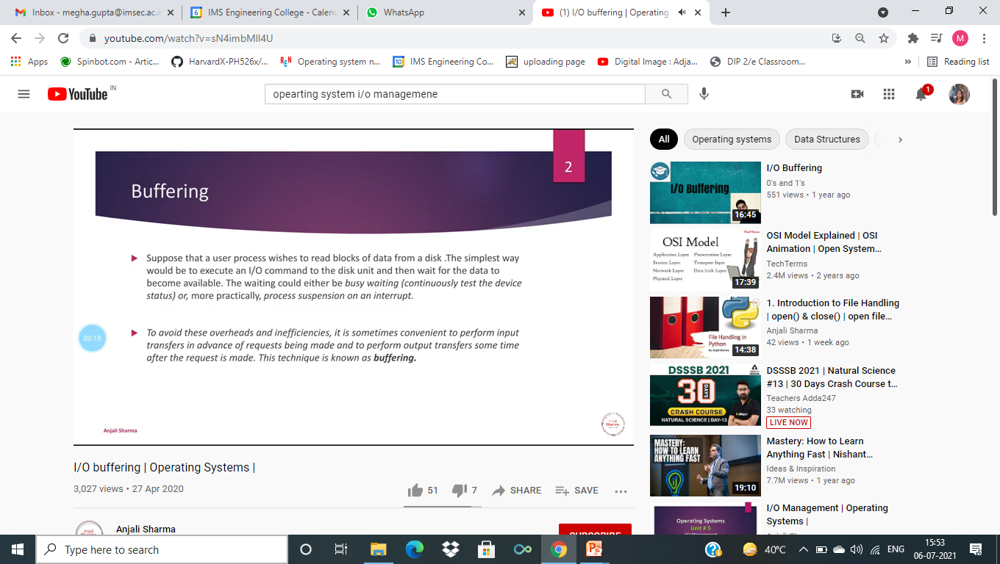 Inbox - megha.gupta@imsec.ac.i
IMS Engineering College - Calenc
WhatsApp
(1) I/O buffering | Operating
youtube.com/watch?v=sN4imbMIl4U
M
Apps
Spinbot.com - Artic...
HarvardX-PH526x/...
Operating system n...
IMS Engineering Co...
uploading page
Digital Image : Adja...
DIP 2/e Classroom...
»
Reading list
YouTube IN
opearting system i/o managemene
1
2
Buffering
Suppose that a user process wishes to read blocks of data from a disk .The simplest way
would be to execute an I/O command to the disk unit and then wait for the data to
become available. The waiting could either be busy waiting (continuously test the device
status) or, more practically, process suspension on an interrupt.
00:18
To avoid these overheads and inefficiencies, it is sometimes convenient to perform input
transfers in advance of requests being made and to perform output transfers some time
after the request is made. This technique is known as buffering.
Anjali Sharma
I/O buffering | Operating Systems |
3,027 views • 27 Apr 2020
51
7
SHARE
SAVE
Anjali Sharma
SUBSCRIBE
All
Operating systems
Data Structures
I/O Buffering
16:45
I/O Buffering
0's and 1's
551 views • 1 year ago
OSI Model
Application Layer Presentation Layer
Session Layer Transport layer
Network Layer Data Link Layer
Physical Layer
17:39
OSI Model Explained | OSI
Animation | Open System...
TechTerms
2.4M views • 2 years ago
File Handling in
Python
By Anjali Sharma
14:38
1. Introduction to File Handling
| open() & close() | open file...
Anjali Sharma
42 views • 1 week ago
DSSSB 2021
30
DAYS
CRASH COURSE
NATURAL SCIENCE | DAY-13
DSSSB 2021 | Natural Science
#13 | 30 Days Crash Course t...
Teachers Adda247
33 watching
LIVE NOW
MASTERY:
HOW TO LEARN
ANYTHING FAST
19:10
Mastery: How to Learn
Anything Fast | Nishant...
Ideas & Inspiration
7.7M views • 1 year ago
Operating Systems
Unit # 5
I/O Management | Operating
Systems |
Type here to search
40°C
ENG
15:53
06-07-2021